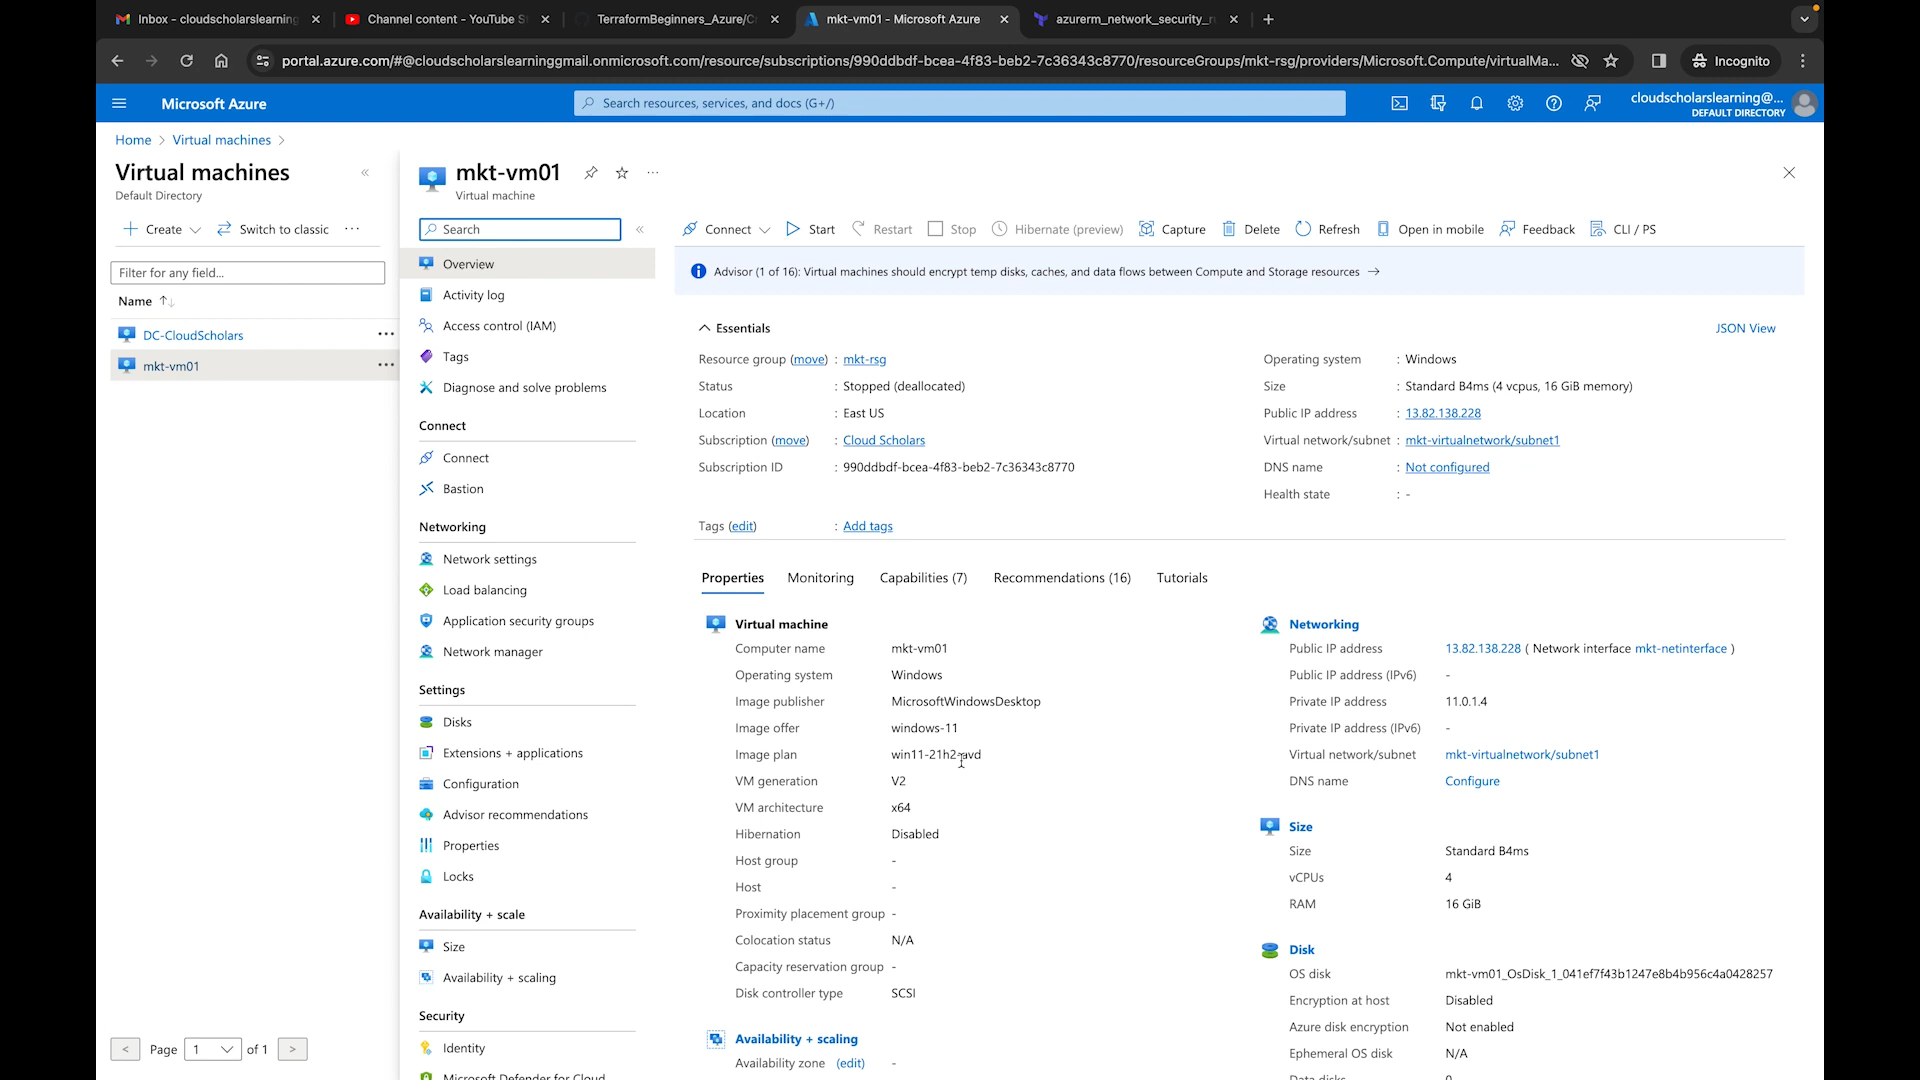 Inbox - cloudscholarslearning
Channel content - YouTube S
TerraformBeginners_Azure/C
mkt-vm01 - Microsoft Azure
azurerm_network_security_r
portal.azure.com/#@cloudscholarslearninggmail.onmicrosoft.com/resource/subscriptions/990ddbdf-bcea-4f83-beb2-7c36343c8770/resourceGroups/mkt-rsg/providers/Microsoft.Compute/virtualMa...
Incognito
Microsoft Azure
Search resources, services, and docs (G+/)
cloudscholarslearning@...
DEFAULT DIRECTORY
Home > Virtual machines >
Virtual machines
Default Directory
Create
Switch to classic
Filter for any field...
Name
DC-CloudScholars
mkt-vm01
< Page 1 of 1 >
mkt-vm01
Virtual machine
Search
Overview
Activity log
Access control (IAM)
Tags
Diagnose and solve problems
Connect
Connect
Bastion
Networking
Network settings
Load balancing
Application security groups
Network manager
Settings
Disks
Extensions + applications
Configuration
Advisor recommendations
Properties
Locks
Availability + scale
Size
Availability + scaling
Security
Identity
Microsoft Defender for Cloud
Connect
Start
Restart
Stop
Hibernate (preview)
Capture
Delete
Refresh
Open in mobile
Feedback
CLI / PS
Advisor (1 of 16): Virtual machines should encrypt temp disks, caches, and data flows between Compute and Storage resources →
Essentials
JSON View
Resource group (move) : mkt-rsg
Status : Stopped (deallocated)
Location : East US
Subscription (move) : Cloud Scholars
Subscription ID : 990ddbdf-bcea-4f83-beb2-7c36343c8770
Operating system : Windows
Size : Standard B4ms (4 vcpus, 16 GiB memory)
Public IP address : 13.82.138.228
Virtual network/subnet : mkt-virtualnetwork/subnet1
DNS name : Not configured
Health state : -
Tags (edit) : Add tags
Properties
Monitoring
Capabilities (7)
Recommendations (16)
Tutorials
Virtual machine
Computer name mkt-vm01
Operating system Windows
Image publisher MicrosoftWindowsDesktop
Image offer windows-11
Image plan win11-21h2-avd
VM generation V2
VM architecture x64
Hibernation Disabled
Host group -
Host -
Proximity placement group -
Colocation status N/A
Capacity reservation group -
Disk controller type SCSI
Availability + scaling
Availability zone (edit) -
Networking
Public IP address 13.82.138.228 ( Network interface mkt-netinterface )
Public IP address (IPv6) -
Private IP address 11.0.1.4
Private IP address (IPv6) -
Virtual network/subnet mkt-virtualnetwork/subnet1
DNS name Configure
Size
Size Standard B4ms
vCPUs 4
RAM 16 GiB
Disk
OS disk mkt-vm01_OsDisk_1_041ef7f43b1247e8b4b956c4a0428257
Encryption at host Disabled
Azure disk encryption Not enabled
Ephemeral OS disk N/A
Data disks 0